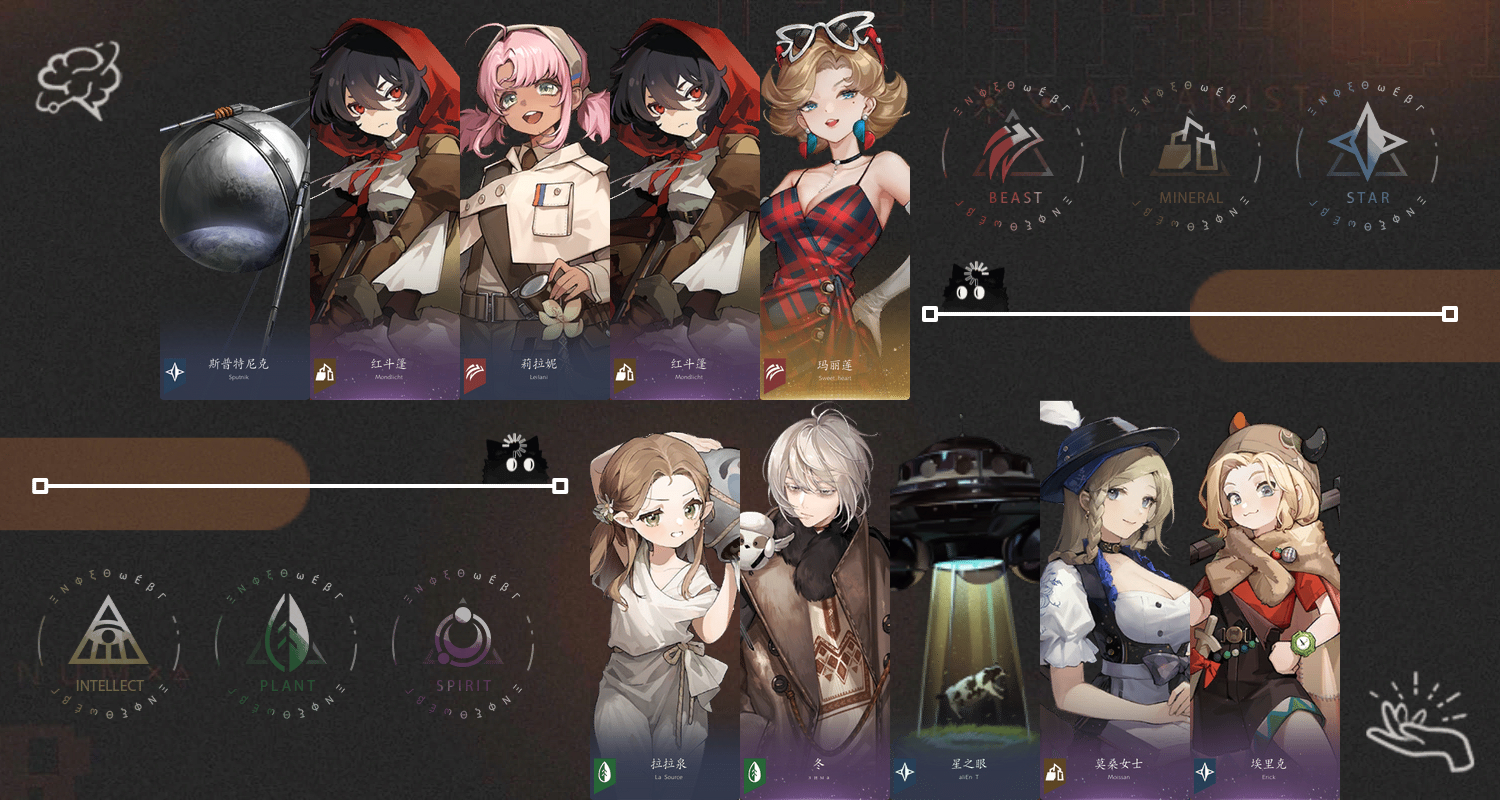 斯普特尼克
Sputnik
红斗篷
Mondlicht
莉拉妮
Leilani
红斗篷
Mondlicht
玛丽莲
Sweetheart
BEAST
MINERAL
STAR
拉拉泉
La Source
冬
星之眼
aliEn T
莫桑女士
Moissan
埃里克
Erick
INTELLECT
PLANT
SPIRIT